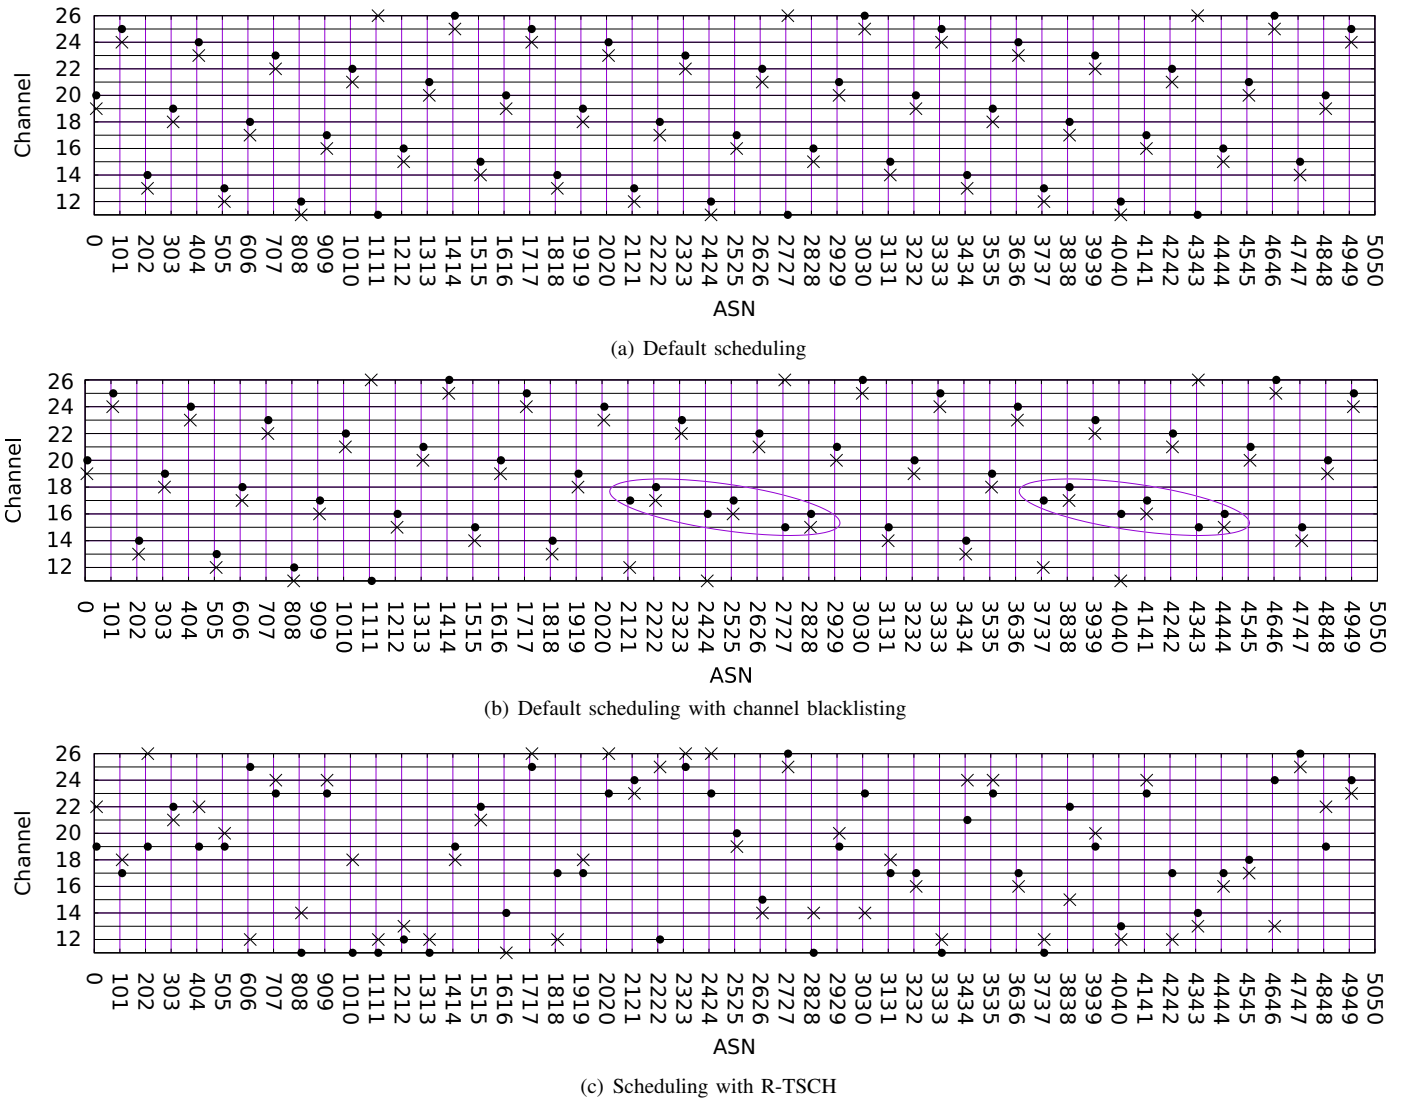 26
24
22
20
18
16
14
12
Channel
0 101 202 303 404 505 606 707 808 909 1010 1111 1212 1313 1414 1515 1616 1717 1818 1919 2020 2121 2222 2323 2424 2525 2626 2727 2828 2929 3030 3131 3232 3333 3434 3535 3636 3737 3838 3939 4040 4141 4242 4343 4444 4545 4646 4747 4848 4949 5050
ASN
(a) Default scheduling
26
24
22
20
18
16
14
12
Channel
0 101 202 303 404 505 606 707 808 909 1010 1111 1212 1313 1414 1515 1616 1717 1818 1919 2020 2121 2222 2323 2424 2525 2626 2727 2828 2929 3030 3131 3232 3333 3434 3535 3636 3737 3838 3939 4040 4141 4242 4343 4444 4545 4646 4747 4848 4949 5050
ASN
(b) Default scheduling with channel blacklisting
26
24
22
20
18
16
14
12
Channel
0 101 202 303 404 505 606 707 808 909 1010 1111 1212 1313 1414 1515 1616 1717 1818 1919 2020 2121 2222 2323 2424 2525 2626 2727 2828 2929 3030 3131 3232 3333 3434 3535 3636 3737 3838 3939 4040 4141 4242 4343 4444 4545 4646 4747 4848 4949 5050
ASN
(c) Scheduling with R-TSCH